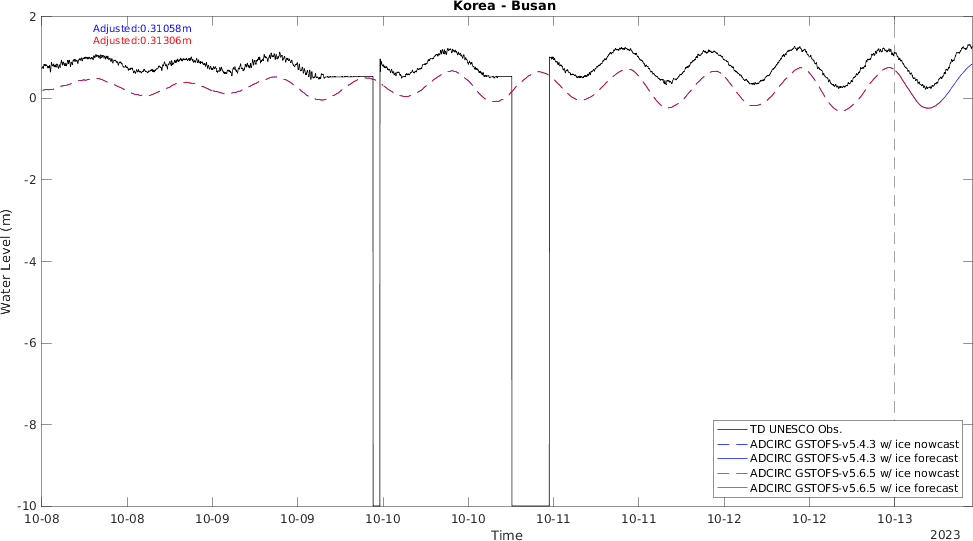 Korea - Busan
Adjusted:0.31058m
Adjusted:0.31306m
Water Level (m)
2
0
-2
-4
-6
-8
-10
TD UNESCO Obs.
ADCIRC GSTOFS-v5.4.3 w/ ice nowcast
ADCIRC GSTOFS-v5.4.3 w/ ice forecast
ADCIRC GSTOFS-v5.6.5 w/ ice nowcast
ADCIRC GSTOFS-v5.6.5 w/ ice forecast
10-08 10-08 10-09 10-09 10-10 10-10 10-11 10-11 10-12 10-12 10-13
Time
2023